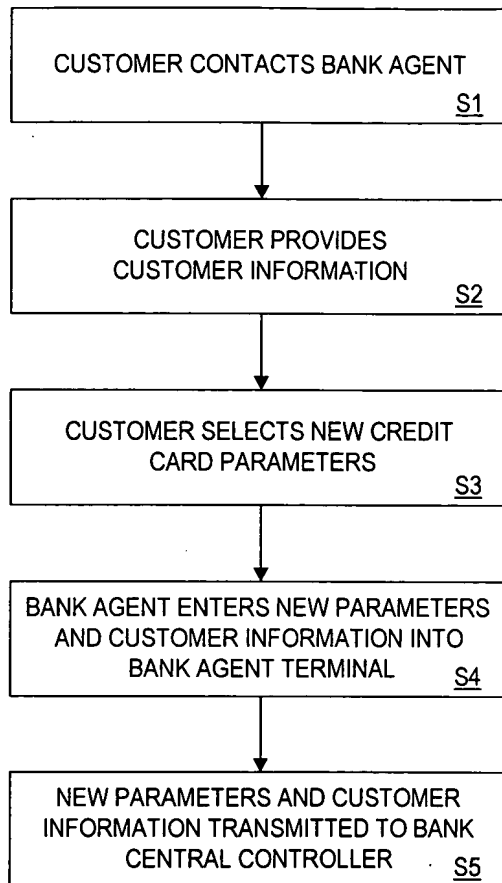 CUSTOMER CONTACTS BANK AGENT
S1
CUSTOMER PROVIDES
CUSTOMER INFORMATION
S2
CUSTOMER SELECTS NEW CREDIT
CARD PARAMETERS
S3
BANK AGENT ENTERS NEW PARAMETERS
AND CUSTOMER INFORMATION INTO
BANK AGENT TERMINAL
S4
NEW PARAMETERS AND CUSTOMER
INFORMATION TRANSMITTED TO BANK
CENTRAL CONTROLLER
S5